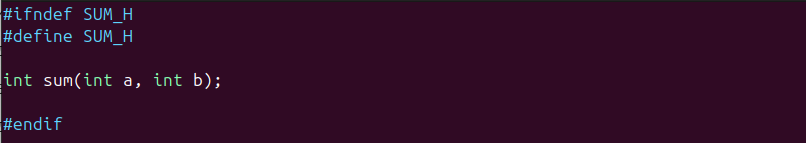 #ifndef SUM_H
#define SUM_H
int sum(int a, int b);
#endif